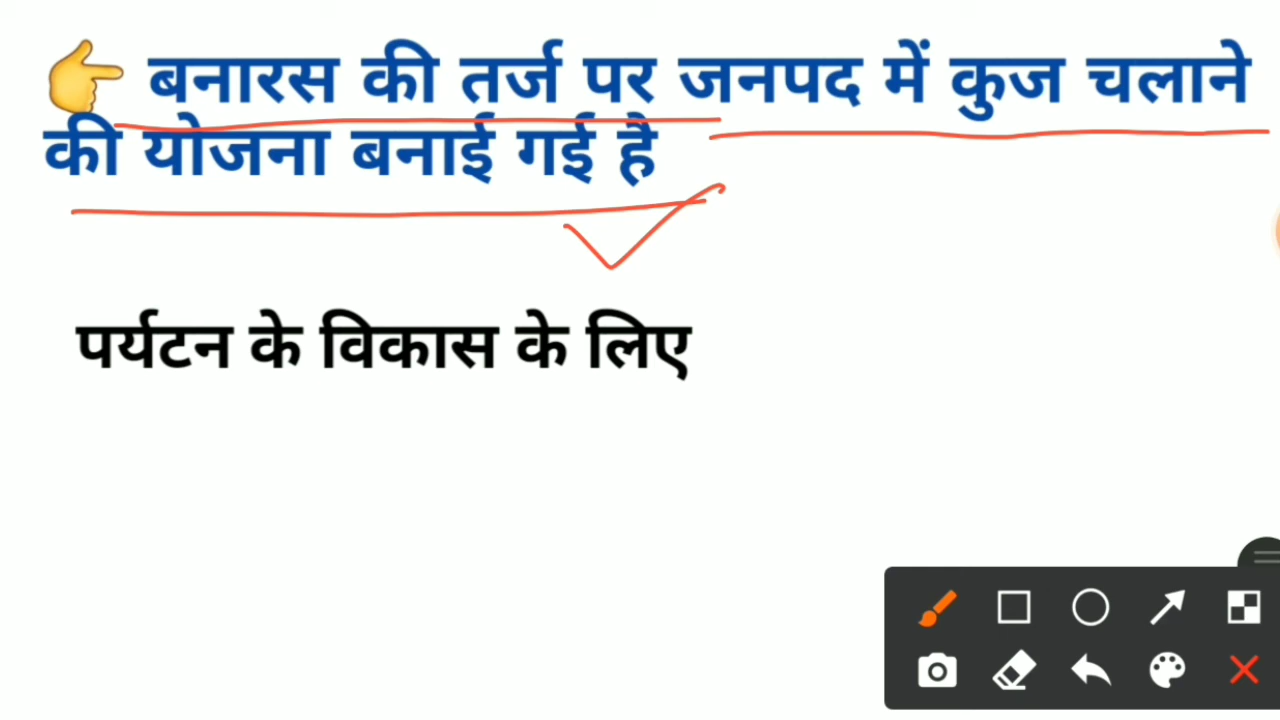 👉 बनारस की तर्ज पर जनपद में कुज चलाने
की योजना बनाई गई है
पर्यटन के विकास के लिए